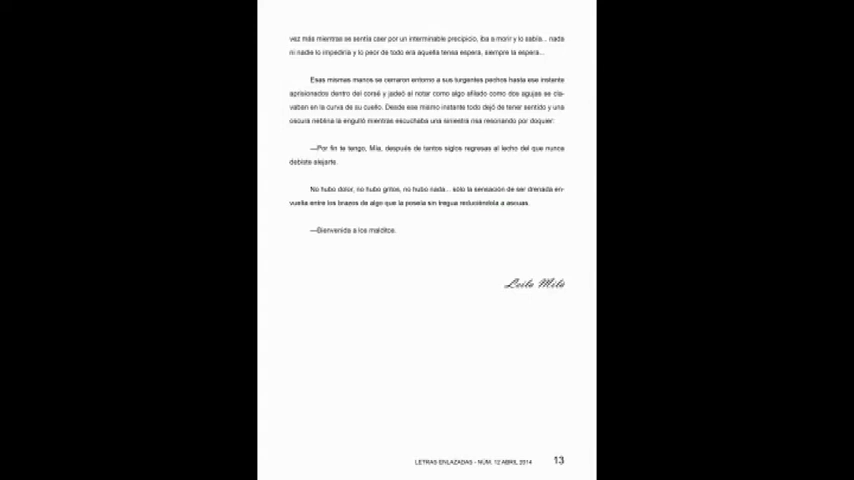 vez más mientras se sentía caer por un interminable precipicio, iba a morir y lo sabía... nada
ni nadie lo impediría y lo peor de todo era aquella tensa espera, siempre la espera...
Esas mismas manos se cerraron entorno a sus turgentes pechos hasta ese instante
aprisionados dentro del corsé y jadeó al notar como algo afilado como dos agujas se cla-
vaban en la curva de su cuello. Desde ese mismo instante todo dejó de tener sentido y una
oscura neblina la engulló mientras escuchaba una siniestra risa resonando por doquier:
—Por fin te tengo, Mía, después de tantos siglos regresas al lecho del que nunca
debiste alejarte.
No hubo dolor, no hubo gritos, no hubo nada... sólo la sensación de ser drenada en-
vuelta entre los brazos de algo que la poseía sin tregua reduciéndola a ascuas.
—Bienvenida a los malditos.
Leila Milà
LETRAS ENLAZADAS - NÚM. 12 ABRIL 2014 13